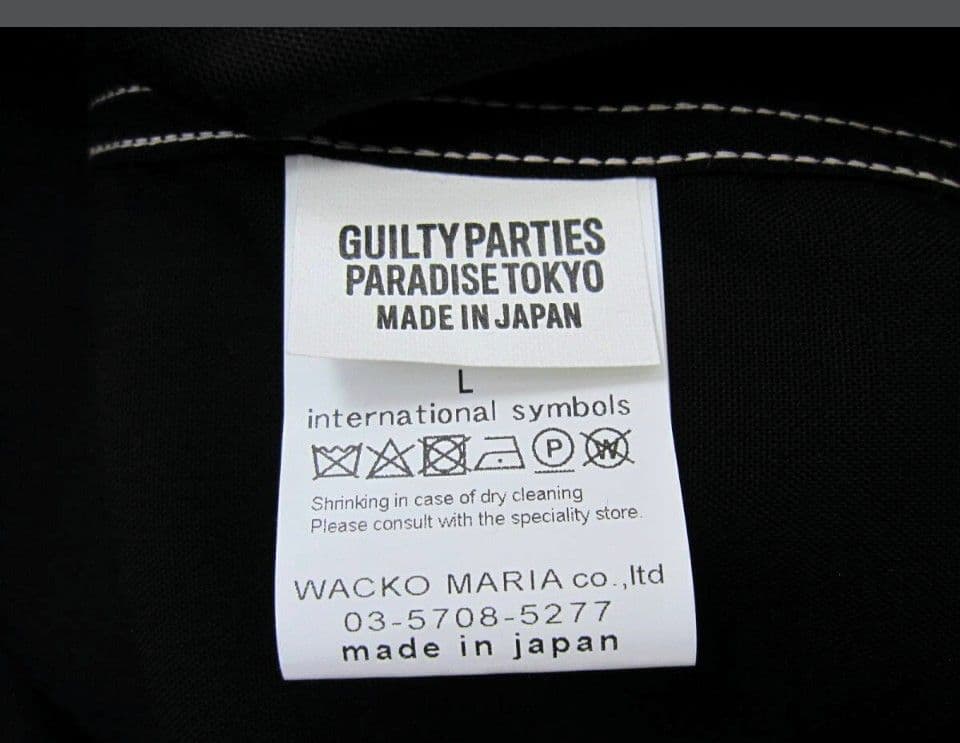 GUILTY PARTIES
PARADISE TOKYO
MADE IN JAPAN
L
international symbols
P W
Shrinking in case of dry cleaning
Please consult with the speciality store.
WACKO MARIA co.,ltd
03-5708-5277
made in japan